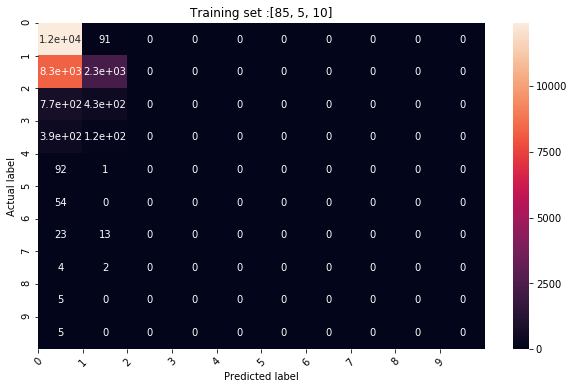 Training set :[85, 5, 10]
0
1.2e+04 91 0 0 0 0 0 0 0 0
1
8.3e+03 2.3e+03 0 0 0 0 0 0 0 0
2
7.7e+02 4.3e+02 0 0 0 0 0 0 0 0
3
3.9e+02 1.2e+02 0 0 0 0 0 0 0 0
4
92 1 0 0 0 0 0 0 0 0
5
54 0 0 0 0 0 0 0 0 0
6
23 13 0 0 0 0 0 0 0 0
7
4 2 0 0 0 0 0 0 0 0
8
5 0 0 0 0 0 0 0 0 0
9
5 0 0 0 0 0 0 0 0 0
Actual label
0 1 2 3 4 5 6 7 8 9
Predicted label
10000
7500
5000
2500
0